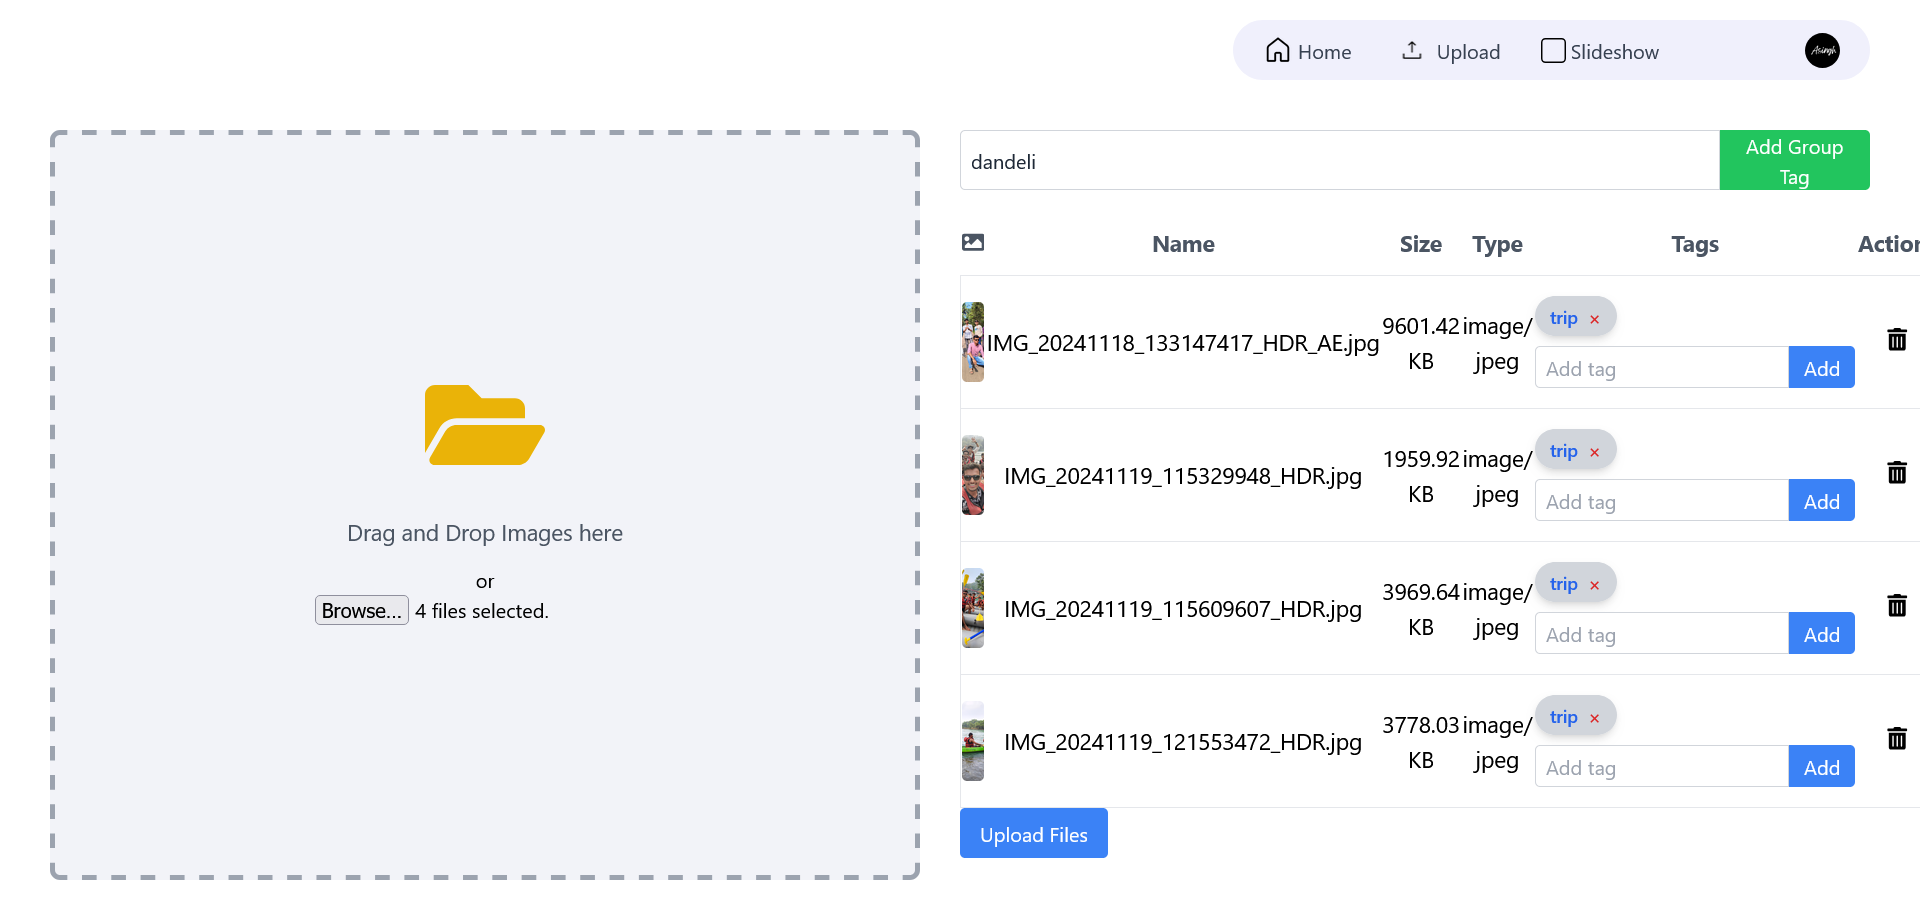 Home Upload Slideshow
Asingh
dandeli
Add Group
Tag
Name Size Type Tags Action
IMG_20241118_133147417_HDR_AE.jpg
9601.42
KB
image/
jpeg
trip ×
Add tag Add
IMG_20241119_115329948_HDR.jpg
1959.92
KB
image/
jpeg
trip ×
Add tag Add
IMG_20241119_115609607_HDR.jpg
3969.64
KB
image/
jpeg
trip ×
Add tag Add
IMG_20241119_121553472_HDR.jpg
3778.03
KB
image/
jpeg
trip ×
Add tag Add
Upload Files
Drag and Drop Images here
or
Browse... 4 files selected.